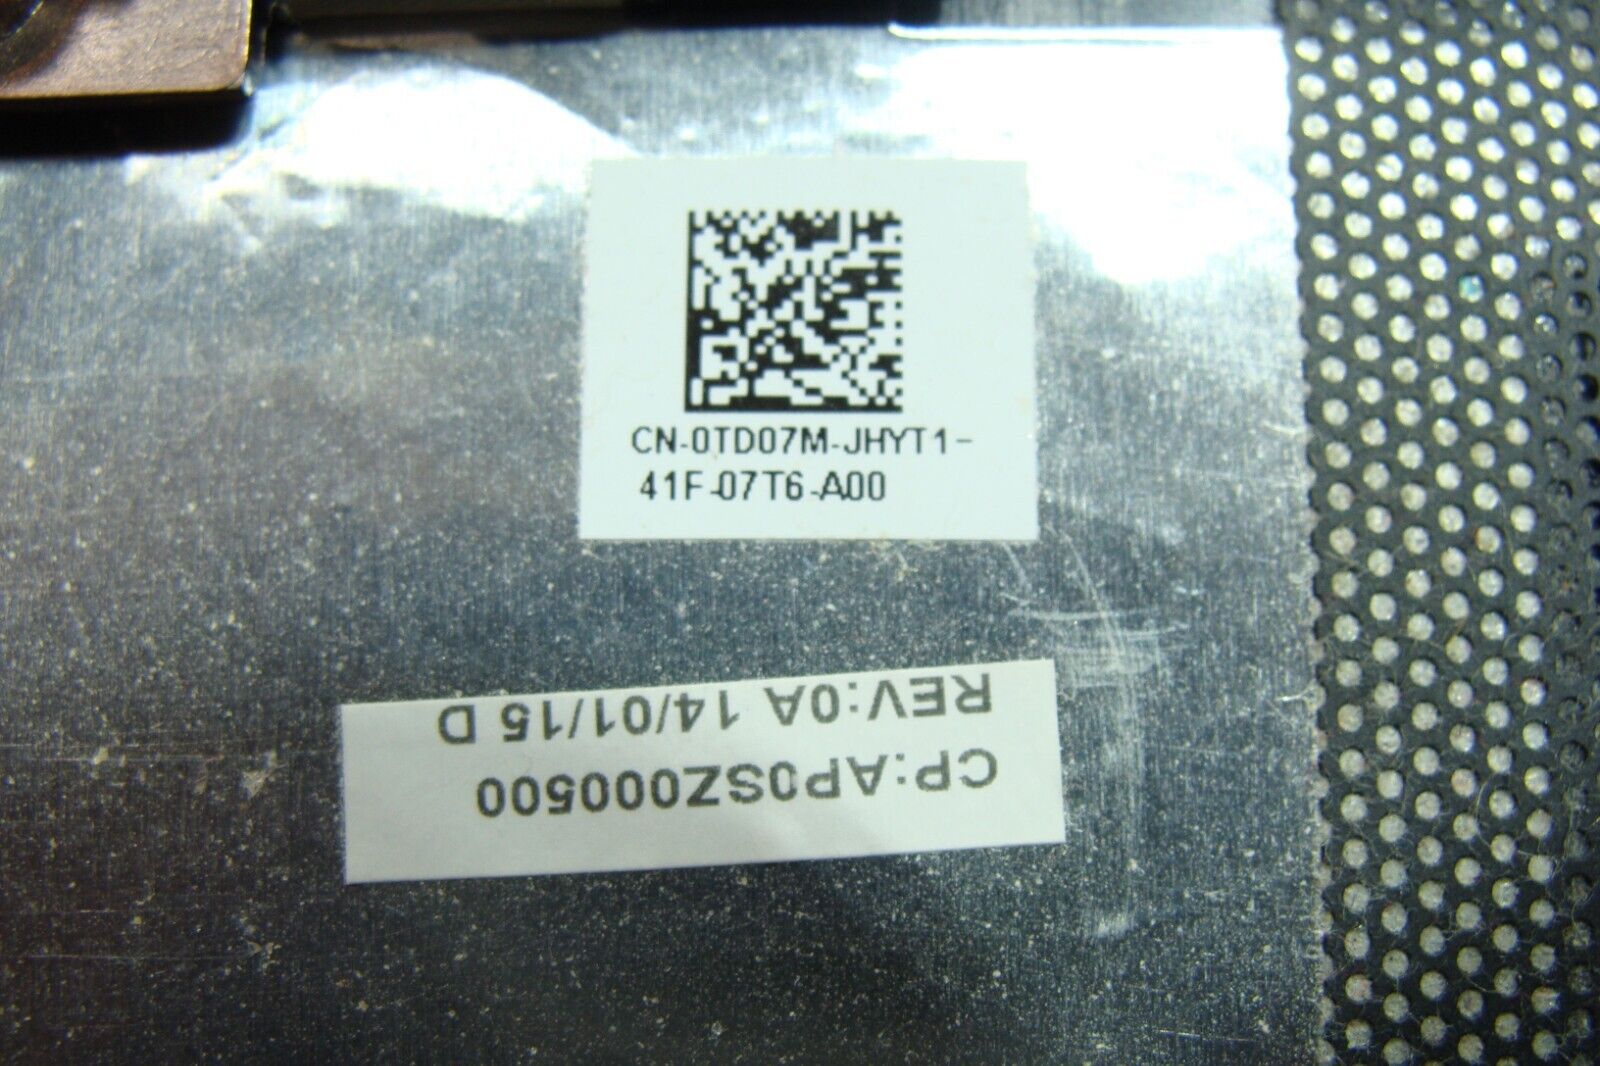 CN-0TD07M-JHYT1-
41F-07T6-A00
CP:AP0SZ000500
REV:0A 14/01/15 D